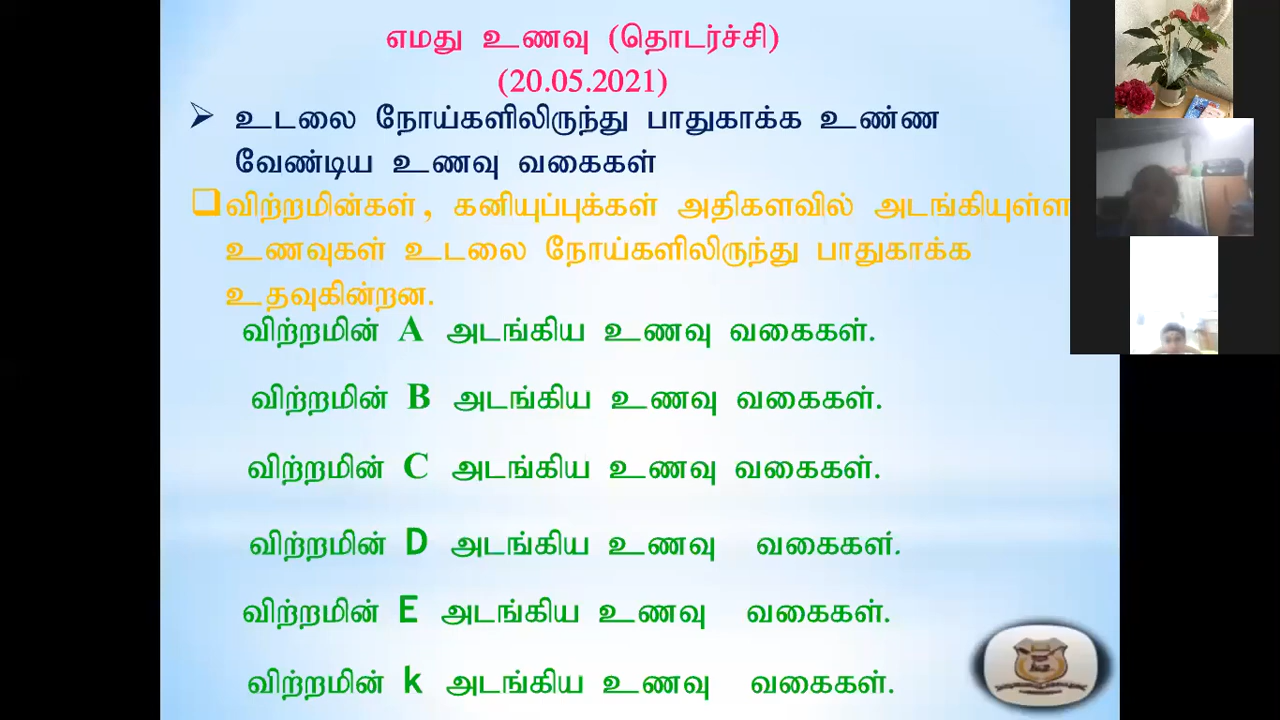 எமது உணவு (தொடர்ச்சி)
(20.05.2021)
உடலை நோய்களிலிருந்து பாதுகாக்க உண்ண
வேண்டிய உணவு வகைகள்
விற்றமின்கள், கனியுப்புக்கள் அதிகளவில் அடங்கியுள்ள
உணவுகள் உடலை நோய்களிலிருந்து பாதுகாக்க
உதவுகின்றன.
விற்றமின் A அடங்கிய உணவு வகைகள்.
விற்றமின் B அடங்கிய உணவு வகைகள்.
விற்றமின் C அடங்கிய உணவு வகைகள்.
விற்றமின் D அடங்கிய உணவு வகைகள்.
விற்றமின் E அடங்கிய உணவு வகைகள்.
விற்றமின் k அடங்கிய உணவு வகைகள்.